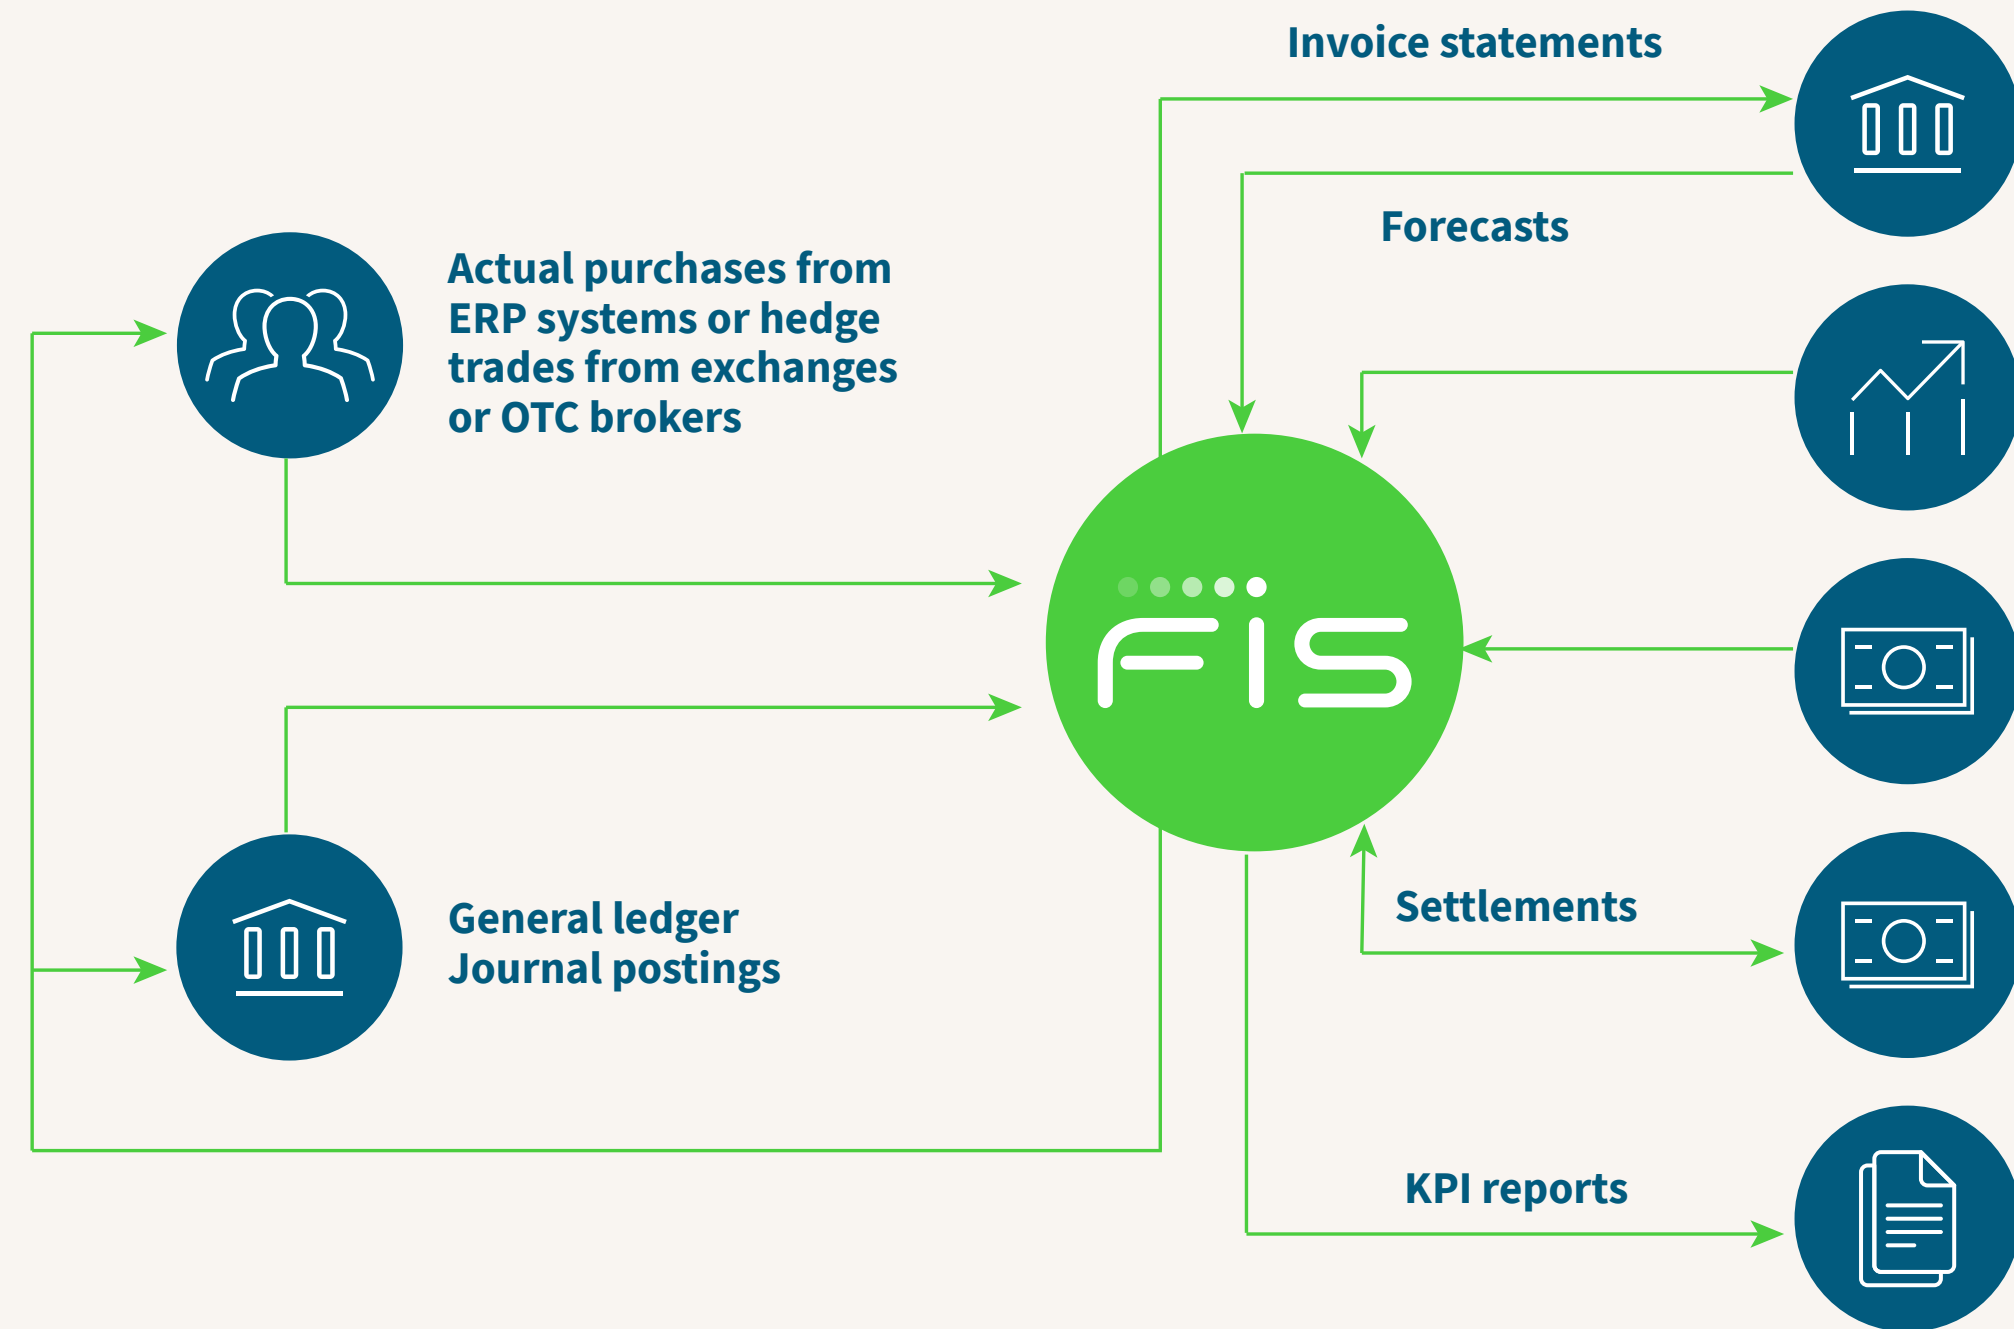 Invoice statements
Forecasts
Actual purchases from
ERP systems or hedge
trades from exchanges
or OTC brokers
FIS
Settlements
General ledger
Journal postings
KPI reports